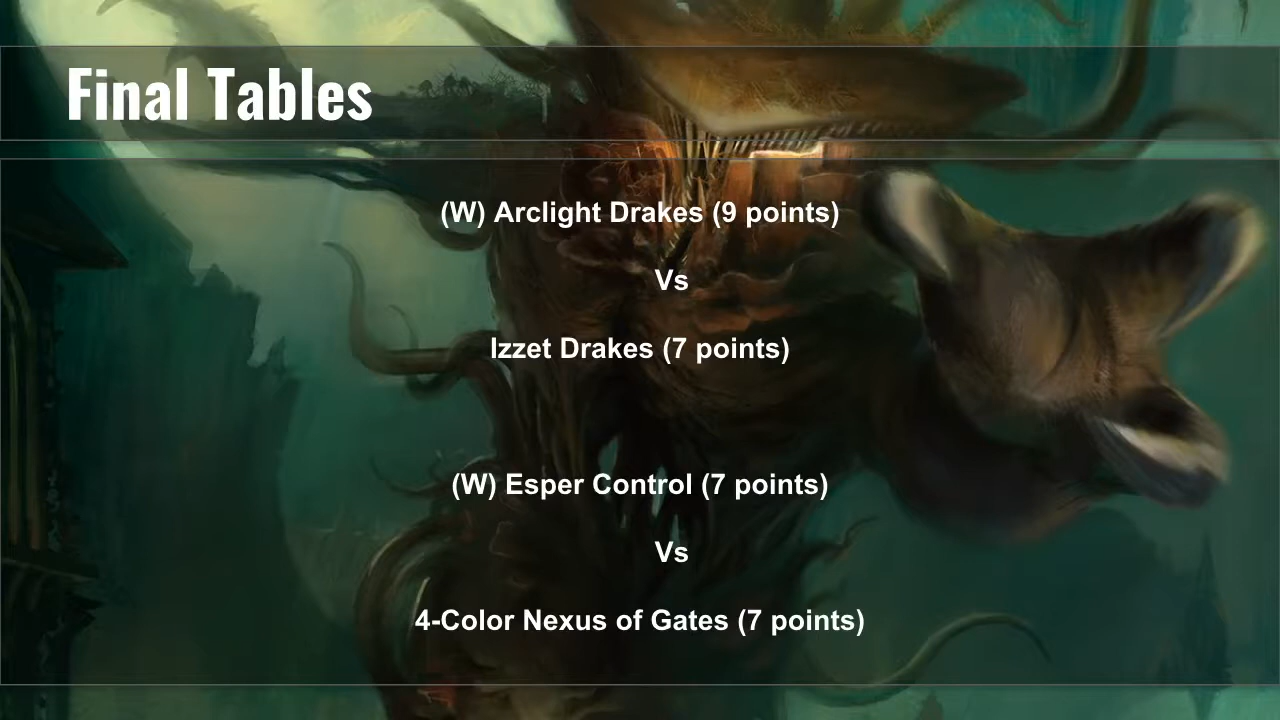 Final Tables
(W) Arclight Drakes (9 points)
Vs
Izzet Drakes (7 points)
(W) Esper Control (7 points)
Vs
4-Color Nexus of Gates (7 points)